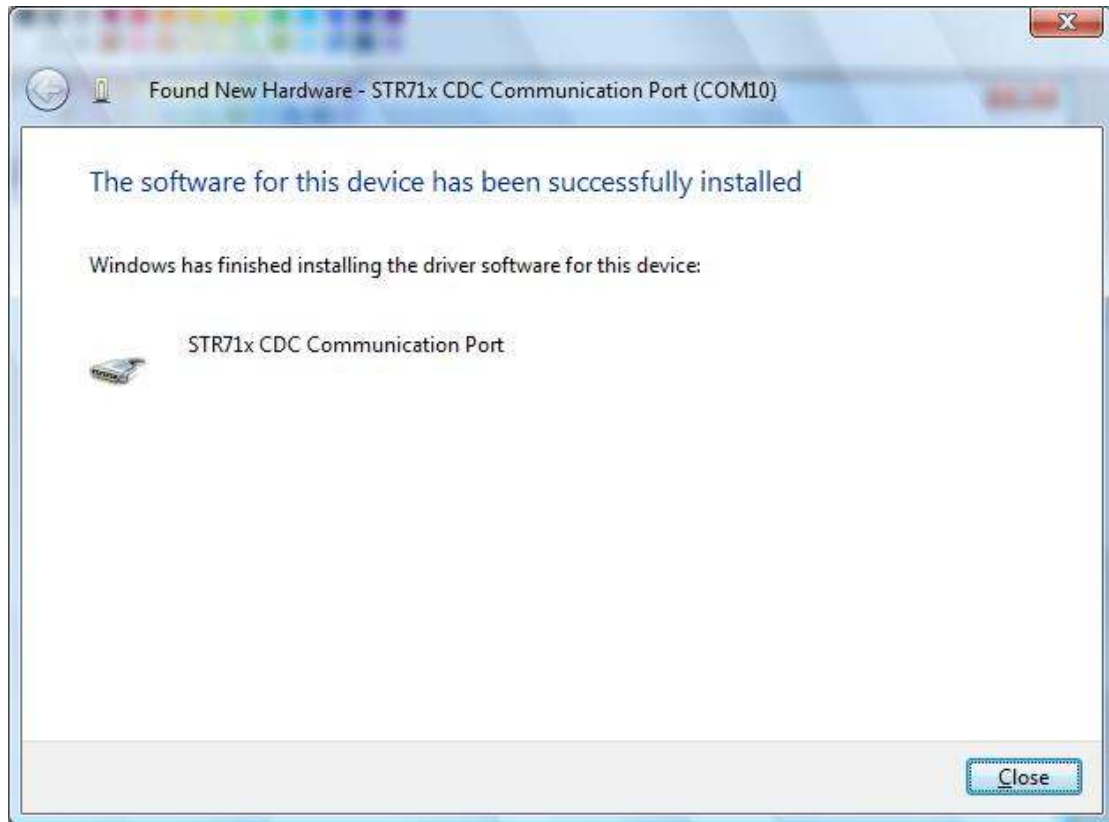 Found New Hardware - STR71x CDC Communication Port (COM10)
The software for this device has been successfully installed
Windows has finished installing the driver software for this device:
STR71x CDC Communication Port
Close